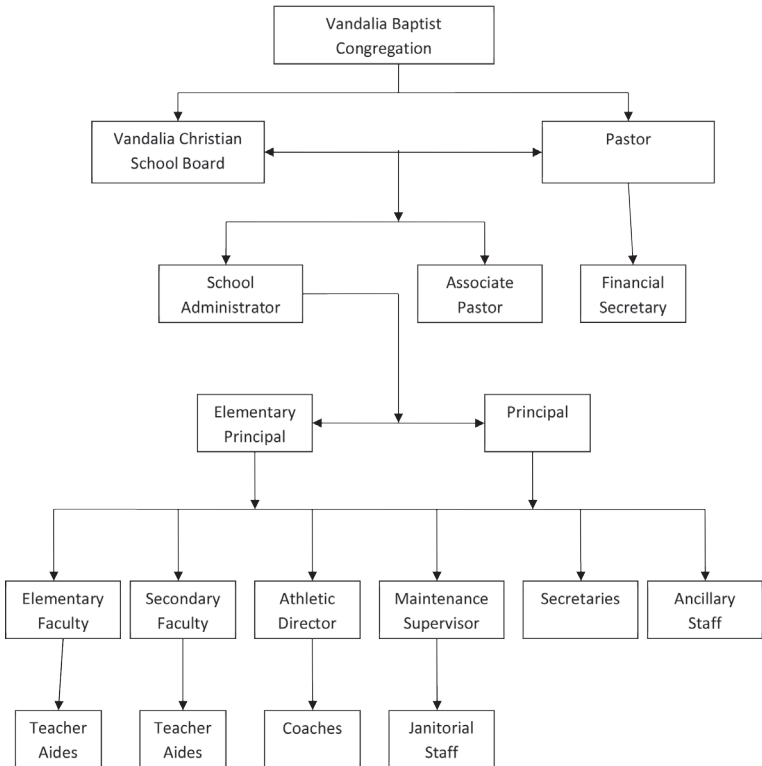 Vandalia Baptist
Congregation
Vandalia Christian
School Board
Pastor
School
Administrator
Associate
Pastor
Financial
Secretary
Elementary
Principal
Principal
Elementary
Faculty
Secondary
Faculty
Athletic
Director
Maintenance
Supervisor
Secretaries
Ancillary
Staff
Teacher
Aides
Teacher
Aides
Coaches
Janitorial
Staff